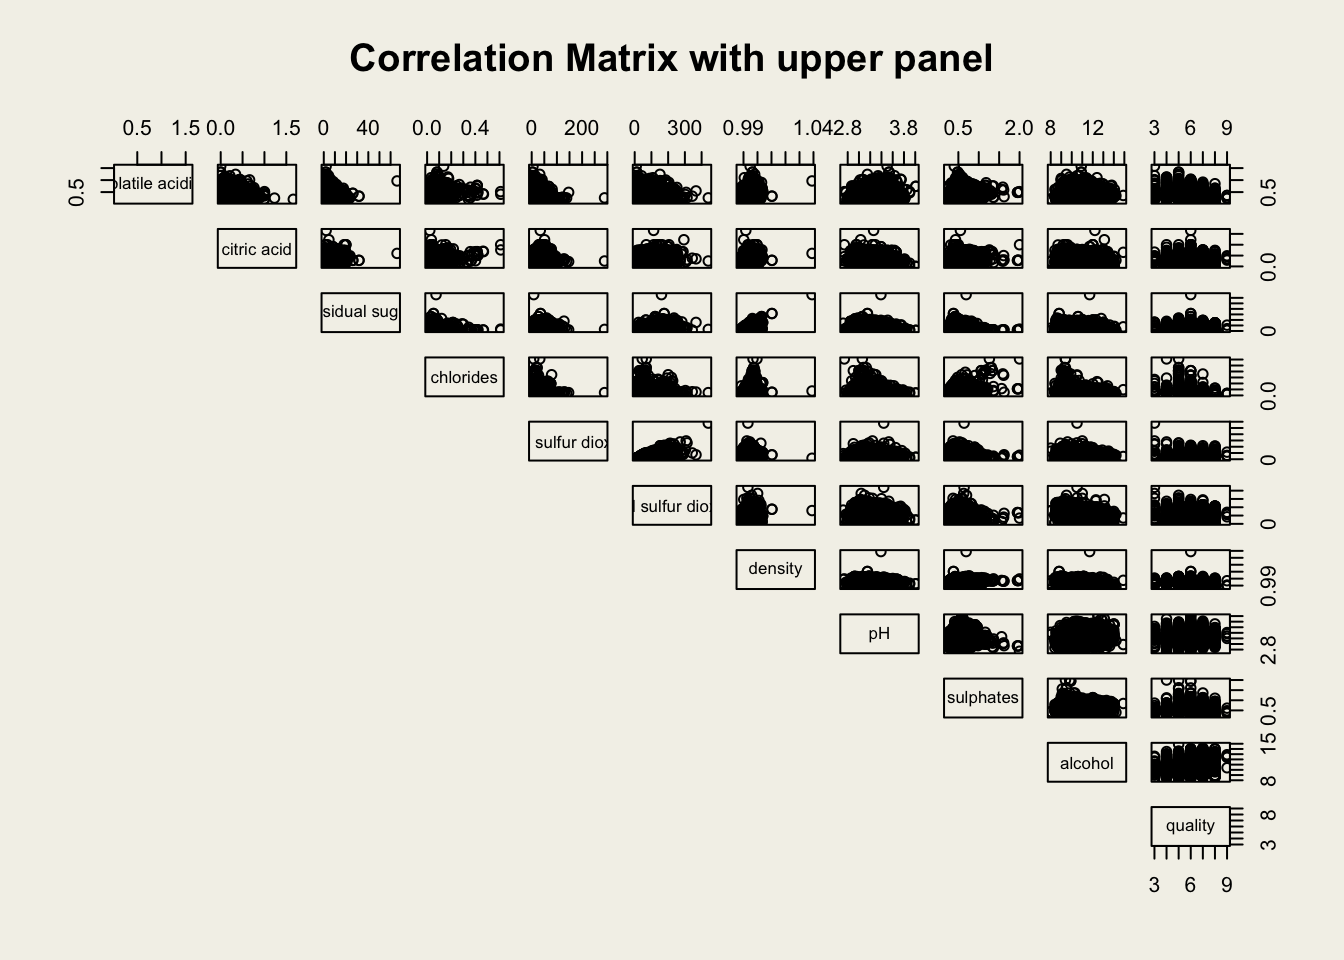 Correlation Matrix with upper panel
0.5 1.5 0.0 1.5 0 40 0.0 0.4 0 200 0 300 0.99 1.04 2.8 3.8 0.5 2.0 8 12 3 6 9
0.5 latile acidi 0.5
citric acid 0.0
sidual sug 0
chlorides 0.0
sulfur diox 0
l sulfur diox 0
density 0.99
pH 2.8
sulphates 0.5
alcohol 8 15
quality 3 8
3 6 9